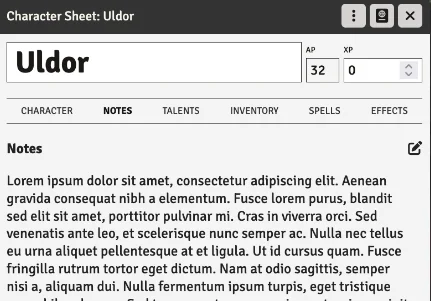 Character Sheet: Uldor
AP
XP
Uldor
32
0
CHARACTER NOTES TALENTS INVENTORY SPELLS EFFECTS
Notes
Lorem ipsum dolor sit amet, consectetur adipiscing elit. Aenean
gravida consequat nibh a elementum. Fusce lorem purus, blandit
sed elit sit amet, porttitor pulvinar mi. Cras in viverra orci. Sed
venenatis ante leo, et scelerisque nunc semper ac. Nulla nec tellus
eu urna aliquet pellentesque at et ligula. Ut id cursus quam. Fusce
fringilla rutrum tortor eget dictum. Nam at odio sagittis, semper
nisi a, aliquam dui. Nulla fermentum ipsum turpis, eget tristique